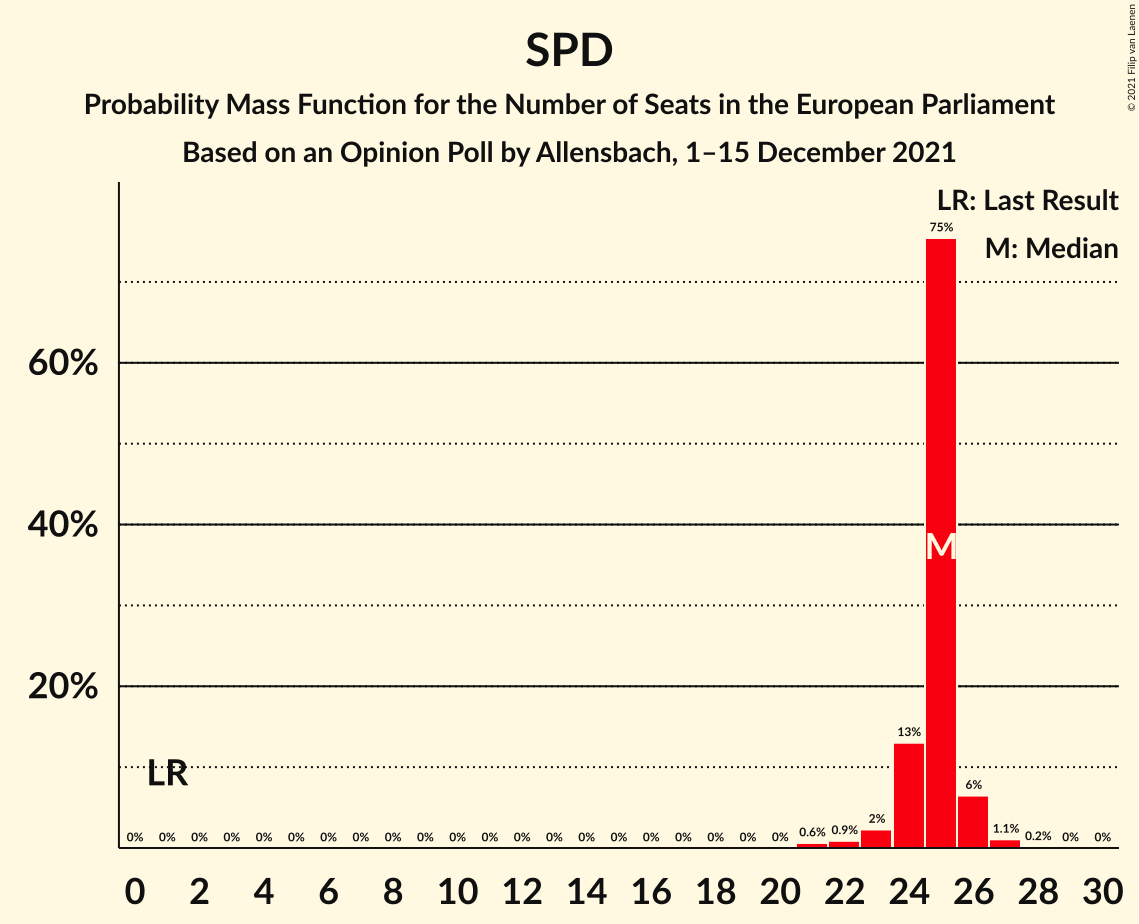 SPD
Probability Mass Function for the Number of Seats in the European Parliament
Based on an Opinion Poll by Allensbach, 1–15 December 2021
© 2021 Filip van Laenen
LR: Last Result
M: Median
75%
60%
40%
M
20%
13%
LR
6%
0% 0% 0% 0% 0% 0% 0% 0% 0% 0% 0% 0% 0% 0% 0% 0% 0% 0% 0% 0% 0% 0.6% 0.9% 2% 1.1% 0.2% 0% 0%
0 2 4 6 8 10 12 14 16 18 20 22 24 26 28 30